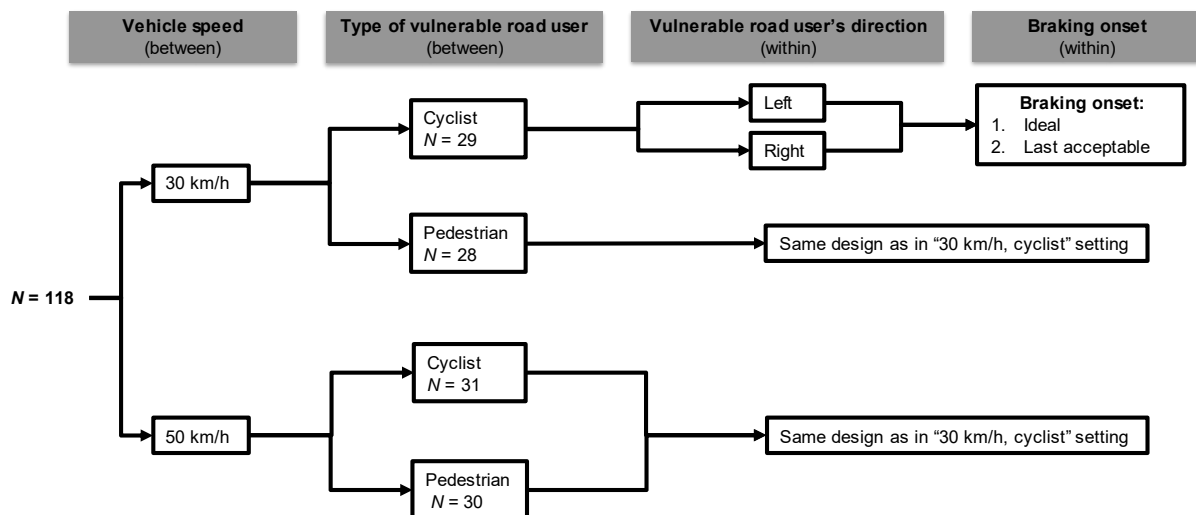 Vehicle speed
(between)
Type of vulnerable road user
(between)
Vulnerable road user's direction
(within)
Braking onset
(within)
N = 118
30 km/h
Cyclist
N = 29
Left
Right
Braking onset:
1. Ideal
2. Last acceptable
Pedestrian
N = 28
Same design as in “30 km/h, cyclist” setting
50 km/h
Cyclist
N = 31
Pedestrian
N = 30
Same design as in “30 km/h, cyclist” setting